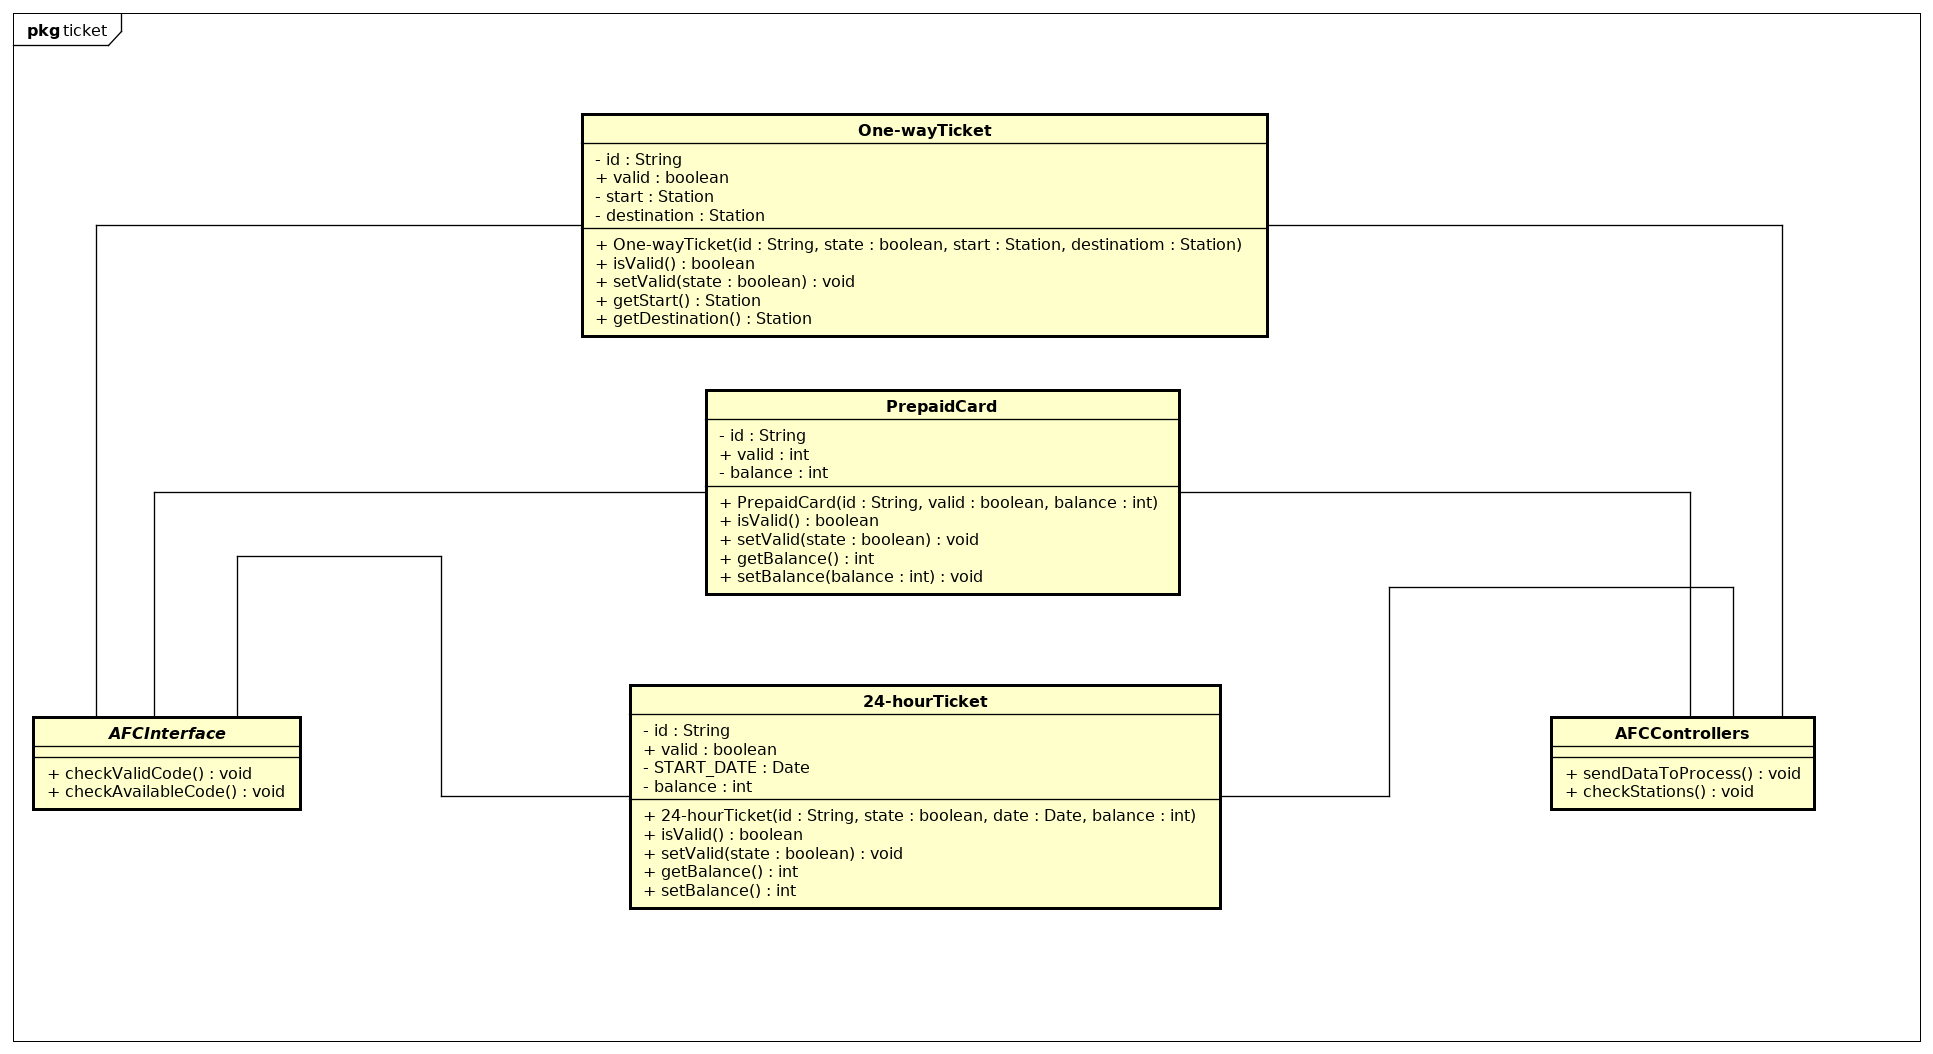 pkg ticket
One-wayTicket
- id : String
+ valid : boolean
- start : Station
- destination : Station
+ One-wayTicket(id : String, state : boolean, start : Station, destinatiom : Station)
+ isValid() : boolean
+ setValid(state : boolean) : void
+ getStart() : Station
+ getDestination() : Station
PrepaidCard
- id : String
+ valid : int
- balance : int
+ PrepaidCard(id : String, valid : boolean, balance : int)
+ isValid() : boolean
+ setValid(state : boolean) : void
+ getBalance() : int
+ setBalance(balance : int) : void
AFCInterface
+ checkValidCode() : void
+ checkAvailableCode() : void
24-hourTicket
- id : String
+ valid : boolean
- START_DATE : Date
- balance : int
+ 24-hourTicket(id : String, state : boolean, date : Date, balance : int)
+ isValid() : boolean
+ setValid(state : boolean) : void
+ getBalance() : int
+ setBalance() : int
AFCControllers
+ sendDataToProcess() : void
+ checkStations() : void